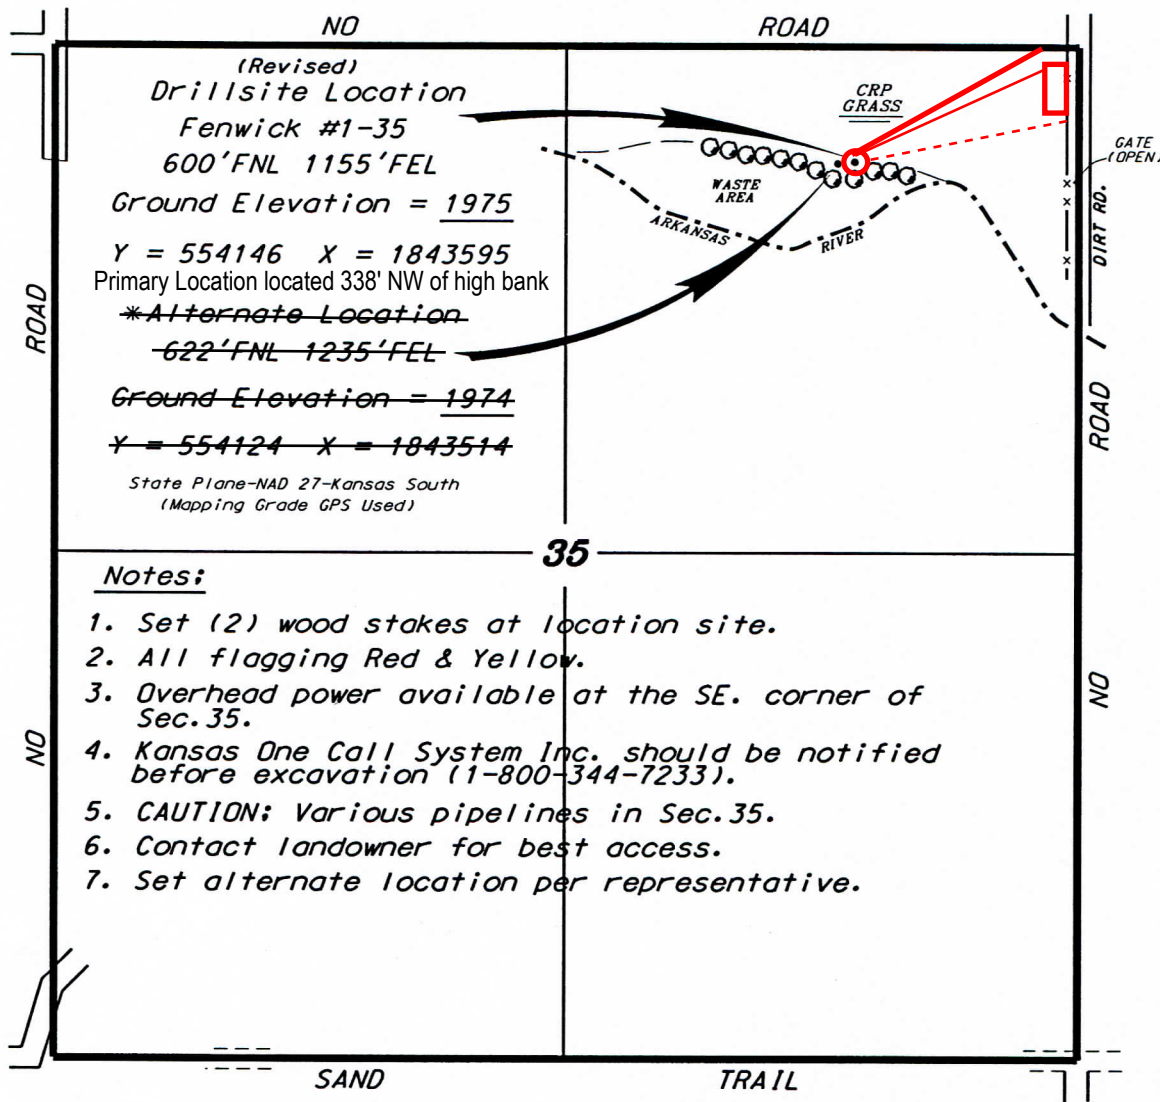 NO ROAD
(Revised)
Drillsite Location
Fenwick #1-35
600'FNL 1155'FEL
Ground Elevation = 1975
Y = 554146 X = 1843595
Primary Location located 338' NW of high bank
*Alternate Location
622'FNL 1235'FEL
Ground Elevation = 1974
Y = 554124 X = 1843514
State Plane-NAD 27-Kansas South
(Mapping Grade GPS Used)
CRP
GRASS
WASTE
AREA
ARKANSAS RIVER
GATE
(OPEN)
DIRT RD.
ROAD
ROAD
35
Notes:
1. Set (2) wood stakes at location site.
2. All flagging Red & Yellow.
3. Overhead power available at the SE. corner of
Sec.35.
4. Kansas One Call System Inc. should be notified
before excavation (1-800-344-7233).
5. CAUTION: Various pipelines in Sec.35.
6. Contact landowner for best access.
7. Set alternate location per representative.
NO
NO
SAND TRAIL